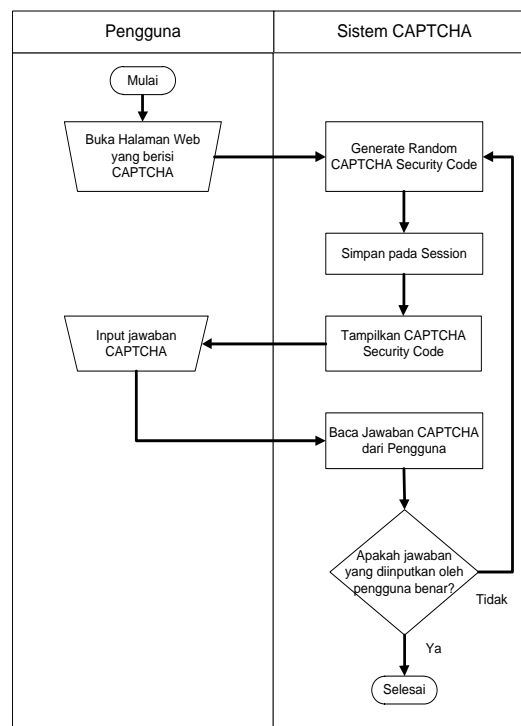 Pengguna
Sistem CAPTCHA
Mulai
Buka Halaman Web
yang berisi
CAPTCHA
Generate Random
CAPTCHA Security Code
Simpan pada Session
Input jawaban
CAPTCHA
Tampilkan CAPTCHA
Security Code
Baca Jawaban CAPTCHA
dari Pengguna
Apakah jawaban
yang diinputkan oleh
pengguna benar?
Tidak
Ya
Selesai